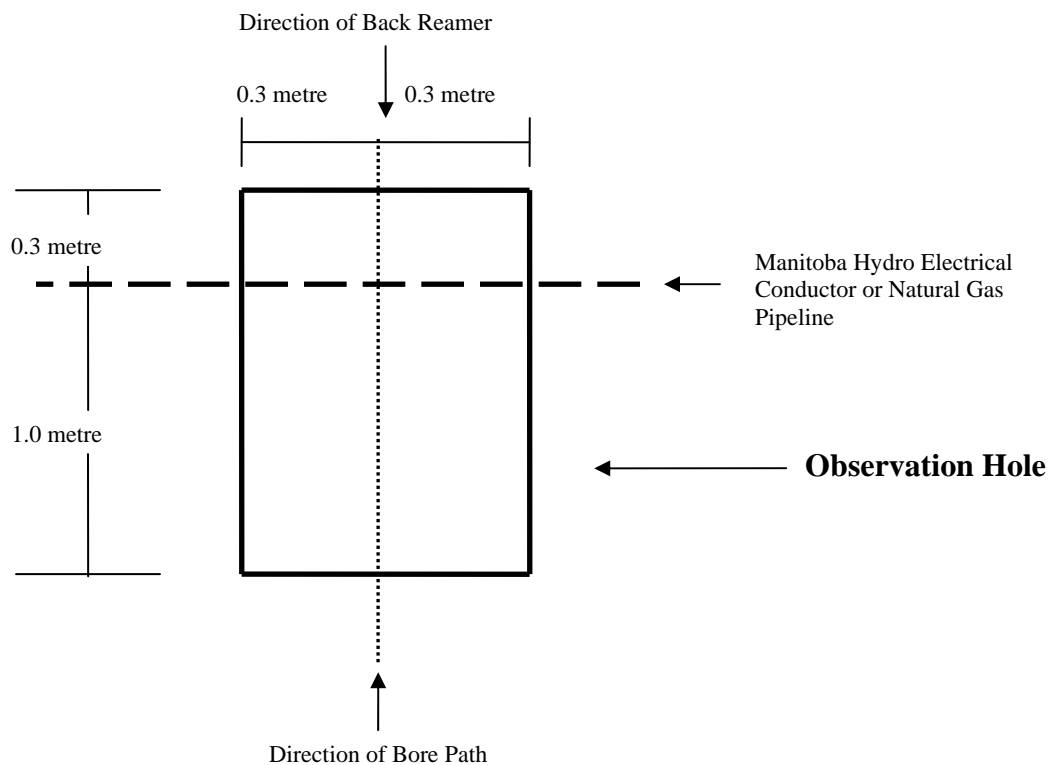 Direction of Back Reamer
0.3 metre
0.3 metre
0.3 metre
Manitoba Hydro Electrical
Conductor or Natural Gas
Pipeline
1.0 metre
Observation Hole
Direction of Bore Path